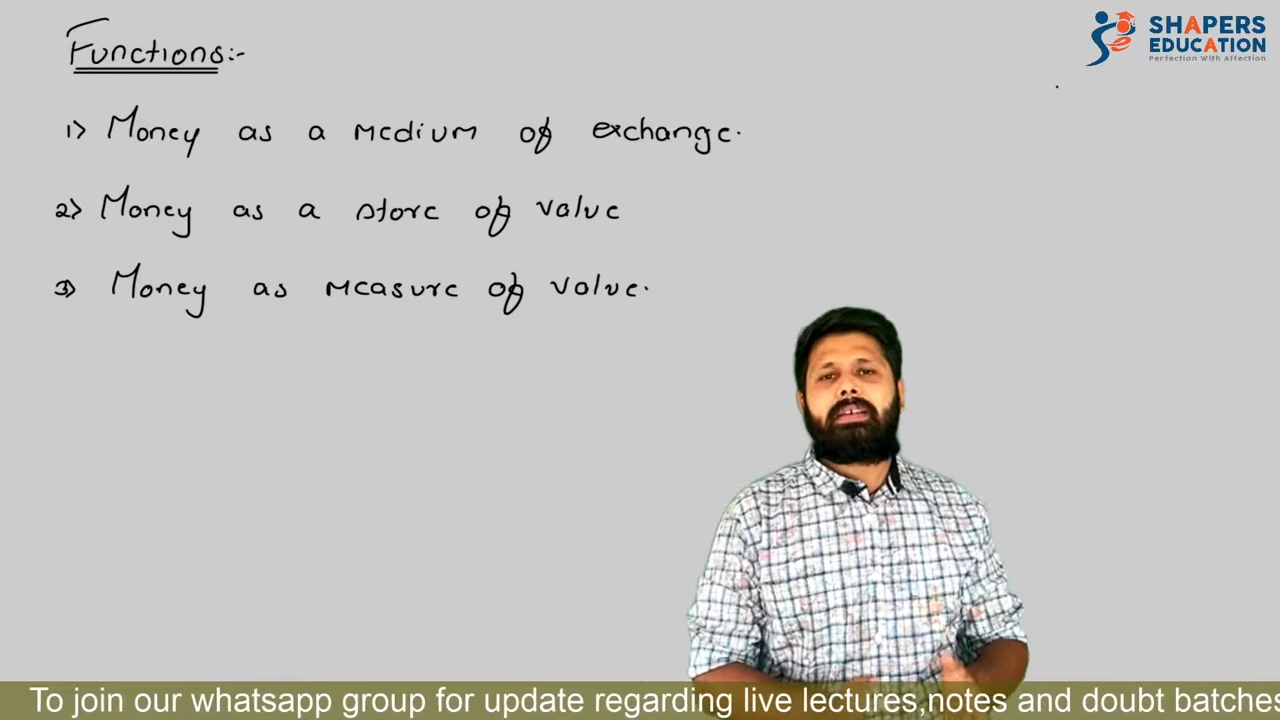 Functions:-
SHAPERS
EDUCATION
Perfection With Affection
1> Money as a medium of exchange.
2> Money as a store of value
3> Money as measure of value.
To join our whatsapp group for update regarding live lectures,notes and doubt batches